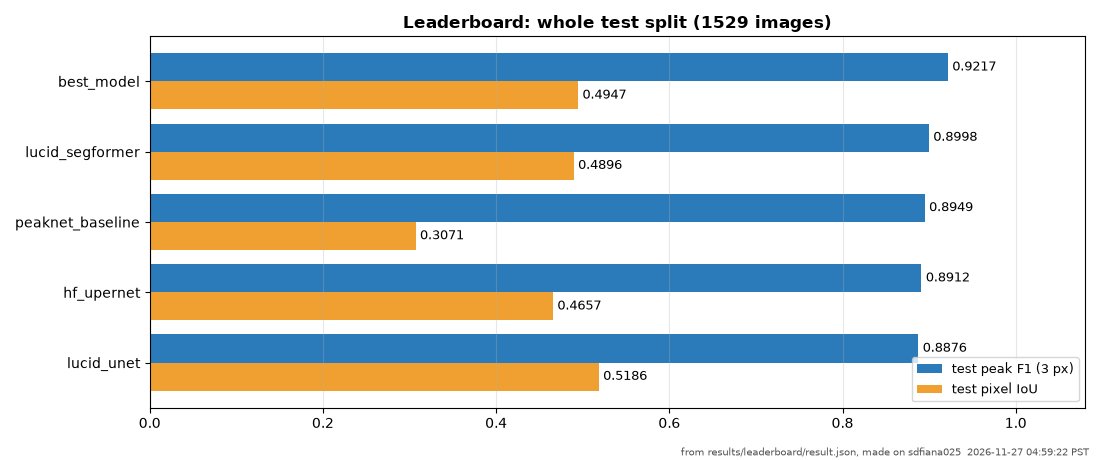 Leaderboard: whole test split (1529 images)
best_model
0.9217
0.4947
lucid_segformer
0.8998
0.4896
peaknet_baseline
0.8949
0.3071
hf_upernet
0.8912
0.4657
lucid_unet
0.8876
0.5186
test peak F1 (3 px)
test pixel IoU
0.0 0.2 0.4 0.6 0.8 1.0
from results/leaderboard/result.json, made on sdfiana025 2026-11-27 04:59:22 PST